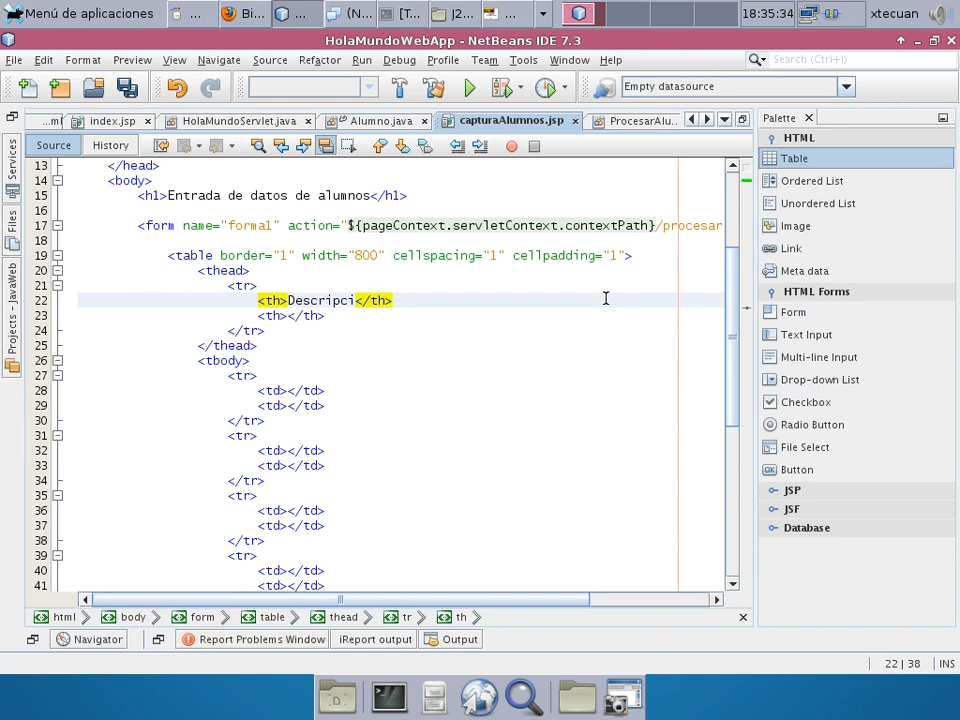 Menú de aplicaciones
...
Bi...
...
(N...
[T...
J2...
...
18:35:34
xtecuan
HolaMundoWebApp - NetBeans IDE 7.3
File Edit Format Preview View Navigate Source Refactor Run Debug Profile Team Tools Window Help
Search (Ctrl+I)
Empty datasource
...ml
index.jsp
HolaMundoServlet.java
Alumno.java
capturaAlumnos.jsp
ProcesarAlu...
Source
History
Services
Files
Projects - JavaWeb
13 </head>
14 <body>
15 <h1>Entrada de datos de alumnos</h1>
16
17 <form name="forma1" action="${pageContext.servletContext.contextPath}/procesar
18
19 <table border="1" width="800" cellspacing="1" cellpadding="1">
20 <thead>
21 <tr>
22 <th>Descripci</th>
23 <th></th>
24 </tr>
25 </thead>
26 <tbody>
27 <tr>
28 <td></td>
29 <td></td>
30 </tr>
31 <tr>
32 <td></td>
33 <td></td>
34 </tr>
35 <tr>
36 <td></td>
37 <td></td>
38 </tr>
39 <tr>
40 <td></td>
41 <td></td>
Palette
HTML
Table
Ordered List
Unordered List
Image
Link
Meta data
HTML Forms
Form
Text Input
Multi-line Input
Drop-down List
Checkbox
Radio Button
File Select
Button
JSP
JSF
Database
html body form table thead tr th
Navigator
Report Problems Window
iReport output
Output
22 | 38
INS